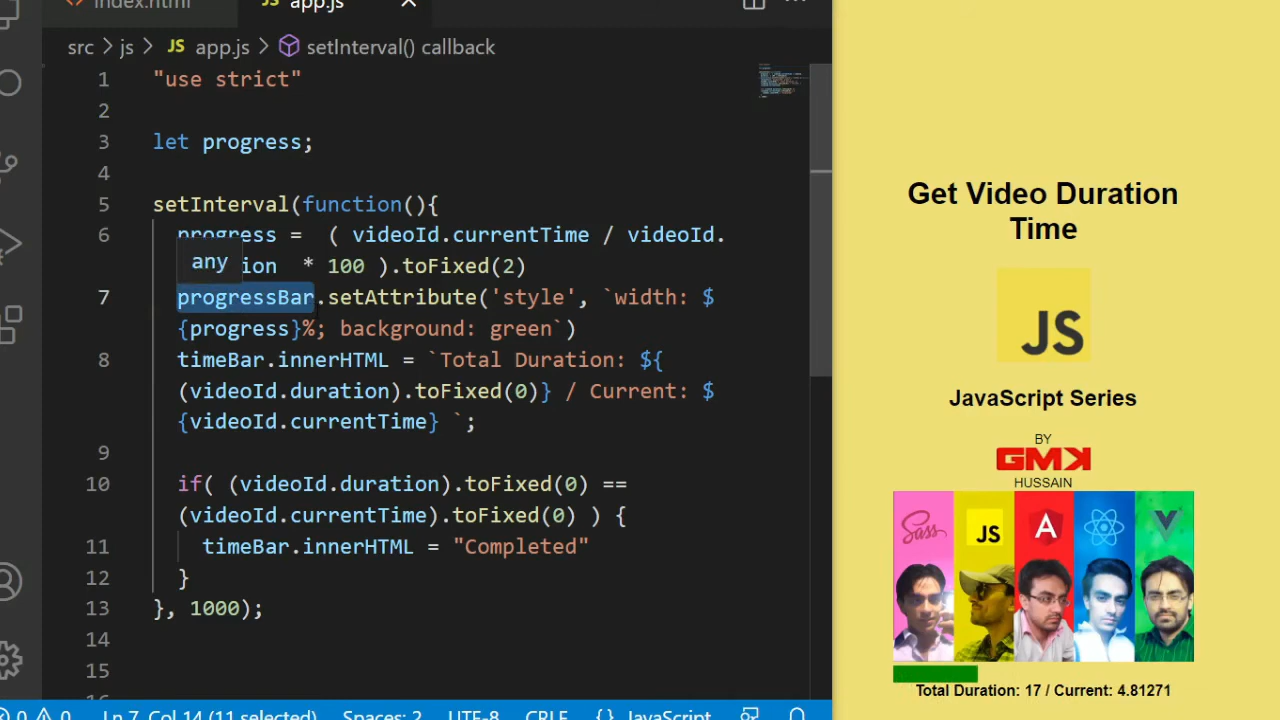 index.html JS app.js
src > js > JS app.js > setInterval() callback
1 "use strict"
2
3 let progress;
4
5 setInterval(function(){
6 progress = ( videoId.currentTime / videoId.
any
ion * 100 ).toFixed(2)
7 progressBar.setAttribute('style', `width: $
{progress}%; background: green`)
8 timeBar.innerHTML = `Total Duration: ${
(videoId.duration).toFixed(0)} / Current: $
{videoId.currentTime} `;
9
10 if( (videoId.duration).toFixed(0) ==
(videoId.currentTime).toFixed(0) ) {
11 timeBar.innerHTML = "Completed"
12 }
13 }, 1000);
14
15
0 0 Ln 7, Col 14 (11 selected) Spaces: 2 UTF-8 CRLF {} JavaScript
Get Video Duration
Time
JS
JavaScript Series
BY
GMK
HUSSAIN
Sass JS A
Total Duration: 17 / Current: 4.81271